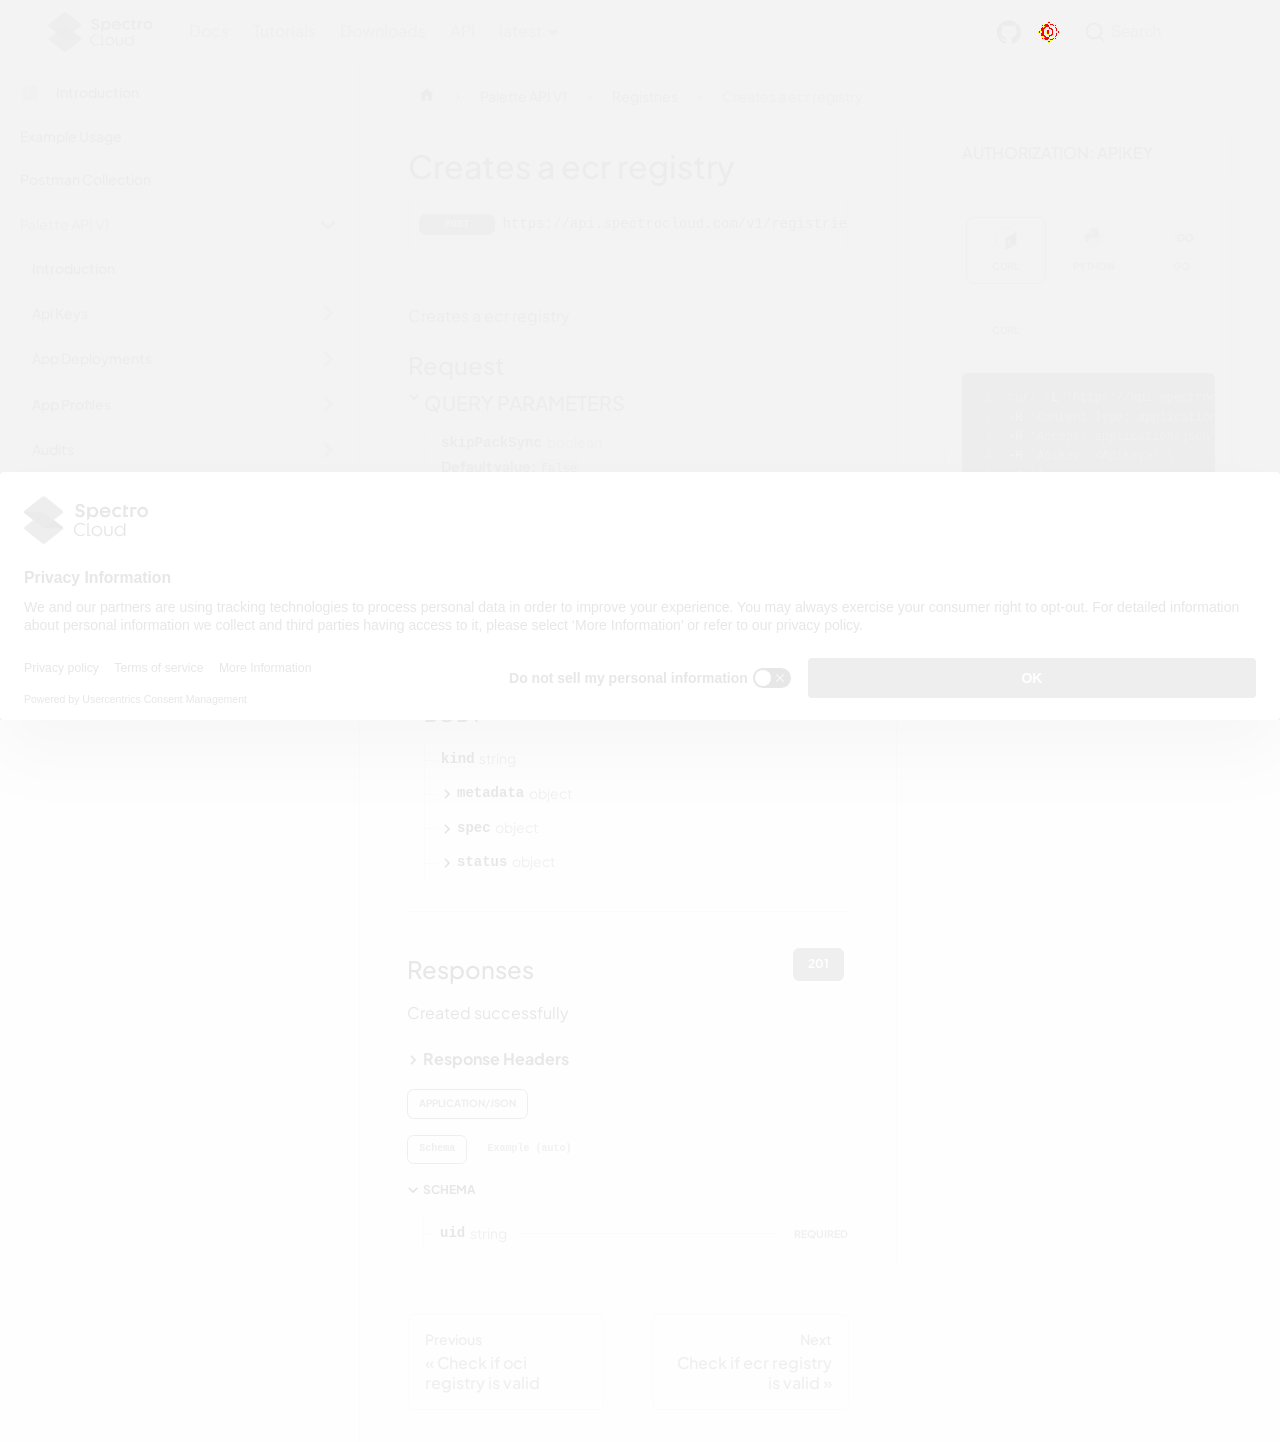 Spectro
Cloud
Docs Tutorials Downloads API latest
Search
Introduction
Palette API V1 Registries Creates a ecr registry
Example Usage
AUTHORIZATION: APIKEY
Postman Collection
Creates a ecr registry
Palette API V1
POST https://api.spectrocloud.com/v1/registrie
CURL PYTHON GO
Introduction
Api Keys
Creates a ecr registry
CURL
App Deployments
Request
App Profiles
QUERY PARAMETERS
Audits
skipPackSync boolean
Default value: false
Spectro
Cloud
Privacy Information
We and our partners are using tracking technologies to process personal data in order to improve your experience. You may always exercise your consumer right to opt-out. For detailed information
about personal information we collect and third parties having access to it, please select ‘More Information’ or refer to our privacy policy.
Privacy policy Terms of service More Information
Do not sell my personal information
OK
Powered by Usercentrics Consent Management
kind string
metadata object
spec object
status object
Responses
201
Created successfully
Response Headers
APPLICATION/JSON
Schema Example (auto)
SCHEMA
uid string REQUIRED
Previous
« Check if oci
registry is valid
Next
Check if ecr registry
is valid »